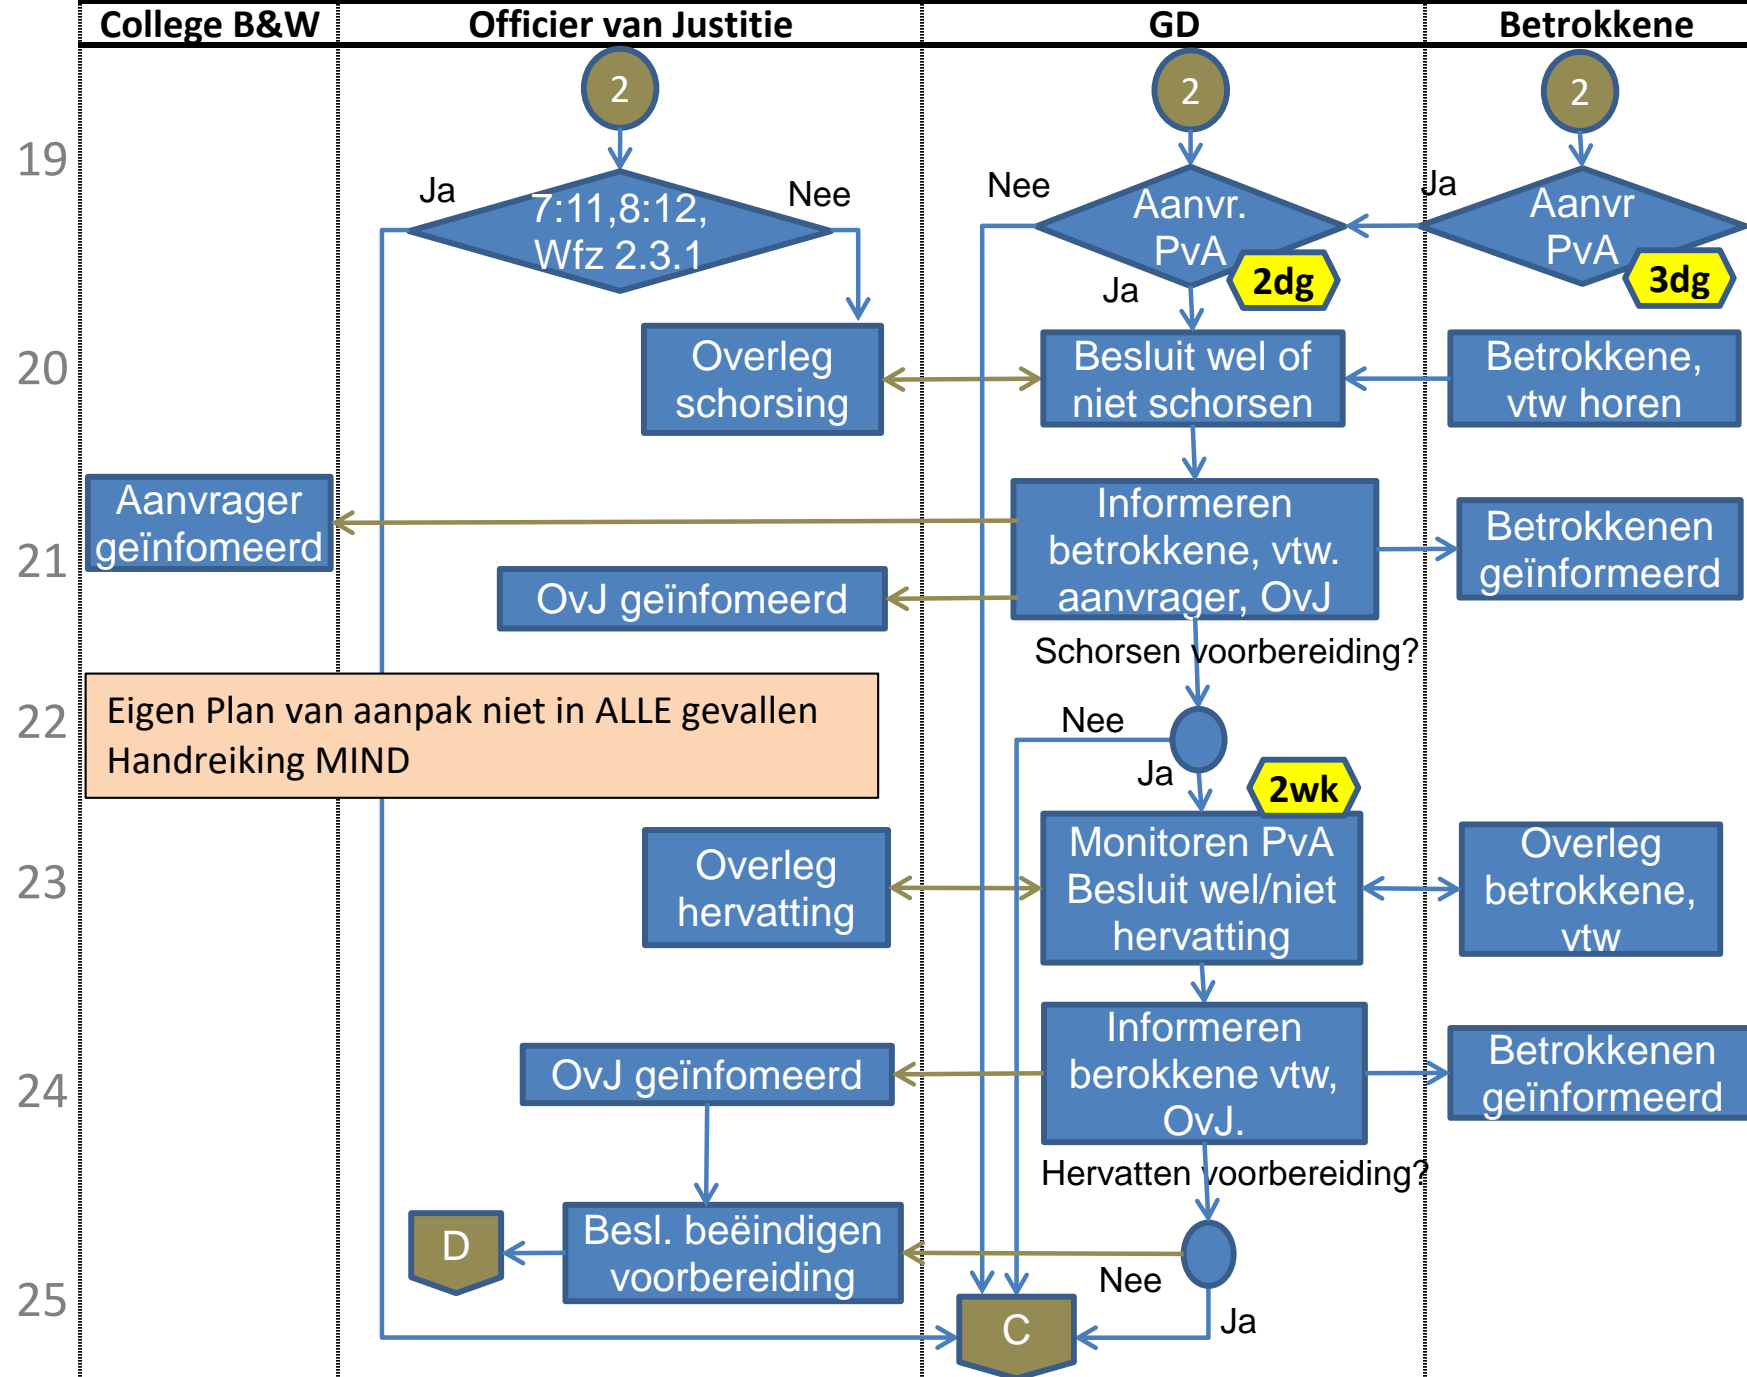 College B&W
Officier van Justitie
GD
Betrokkene
2
2
2
19
Ja
7:11,8:12,
Wfz 2.3.1
Nee
Nee
Aanvr.
PvA
2dg
Ja
Ja
Aanvr
PvA
3dg
20
Overleg
schorsing
Besluit wel of
niet schorsen
Betrokkene,
vtw horen
21
Aanvrager
geïnfomeerd
OvJ geïnfomeerd
Informeren
betrokkene, vtw.
aanvrager, OvJ
Betrokkenen
geïnformeerd
Schorsen voorbereiding?
22
Eigen Plan van aanpak niet in ALLE gevallen
Handreiking MIND
Nee
Ja
2wk
23
Overleg
hervatting
Monitoren PvA
Besluit wel/niet
hervatting
Overleg
betrokkene,
vtw
24
OvJ geïnfomeerd
Informeren
berokkene vtw,
OvJ.
Betrokkenen
geïnformeerd
Hervatten voorbereiding?
D
Besl. beëindigen
voorbereiding
Nee
25
C
Ja